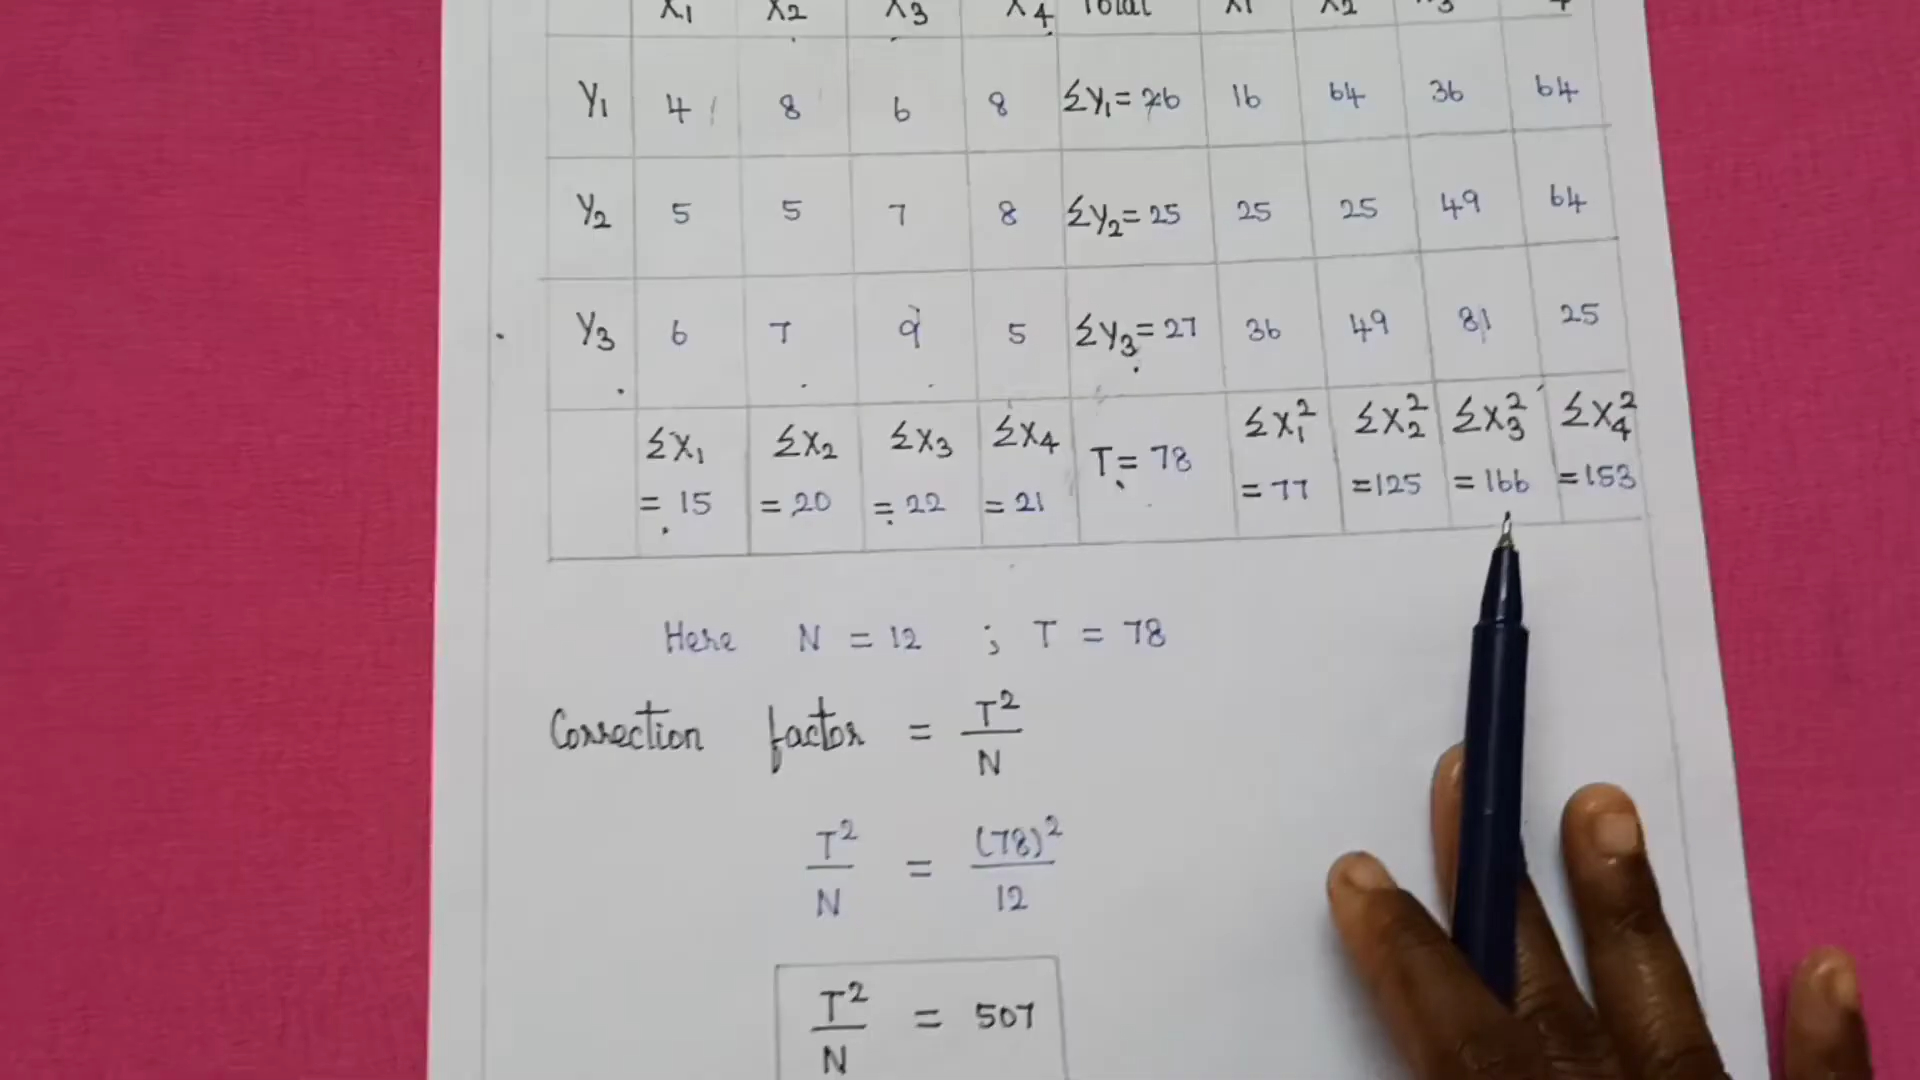 X1 X2 X3 X4 Total X1 X2
Y1 4 8 6 8 ΣY1 = 26 16 64 36 64
Y2 5 5 7 8 ΣY2 = 25 25 25 49 64
Y3 6 7 9 5 ΣY3 = 27 36 49 81 25
ΣX1 = 15 ΣX2 = 20 ΣX3 = 22 ΣX4 = 21 T = 78 ΣX1² = 77 ΣX2² = 125 ΣX3² = 166 ΣX4² = 153
Here N = 12 ; T = 78
Correction factor = T²/N
T²/N = (78)²/12
T²/N = 507